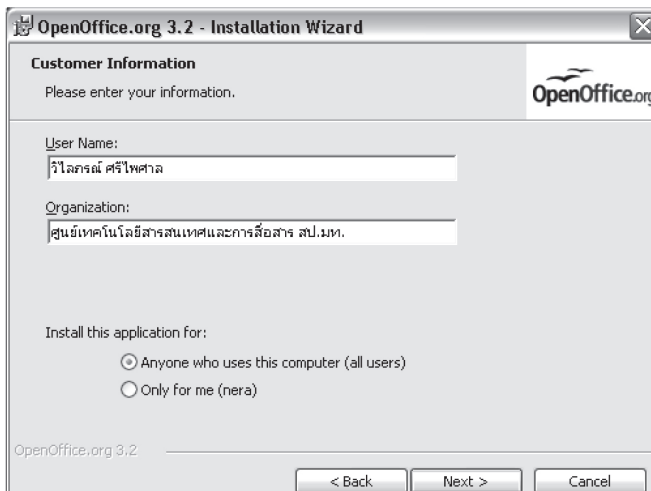 OpenOffice.org 3.2 - Installation Wizard
Customer Information
Please enter your information.
OpenOffice.org
User Name:
วิไลภรณ์ ศรีไพศาล
Organization:
ศูนย์เทคโนโลยีสารสนเทศและการสื่อสาร สป.มท.
Install this application for:
Anyone who uses this computer (all users)
Only for me (nera)
OpenOffice.org 3.2
< Back
Next >
Cancel